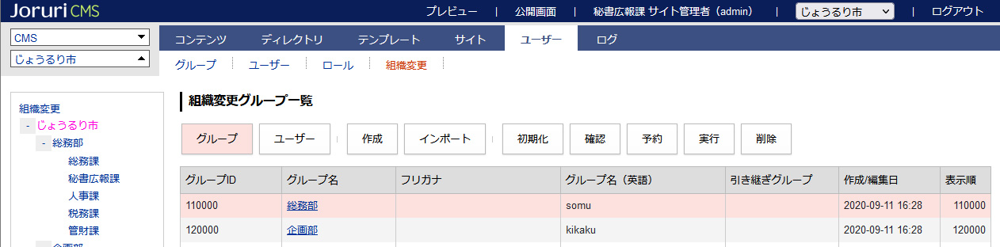 Joruri CMS プレビュー | 公開画面 | 秘書広報課 サイト管理者（admin） | じょうるり市 | ログアウト
CMS
じょうるり市
コンテンツ ディレクトリ テンプレート サイト ユーザー ログ
グループ ユーザー ロール 組織変更
組織変更
- じょうるり市
- 総務部
総務課
秘書広報課
人事課
税務課
管財課
- 企画部
組織変更グループ一覧
グループ ユーザー 作成 インポート 初期化 確認 予約 実行 削除
グループID グループ名 フリガナ グループ名（英語） 引き継ぎグループ 作成/編集日 表示順
110000 総務部 somu 2020-09-11 16:28 110000
120000 企画部 kikaku 2020-09-11 16:28 120000